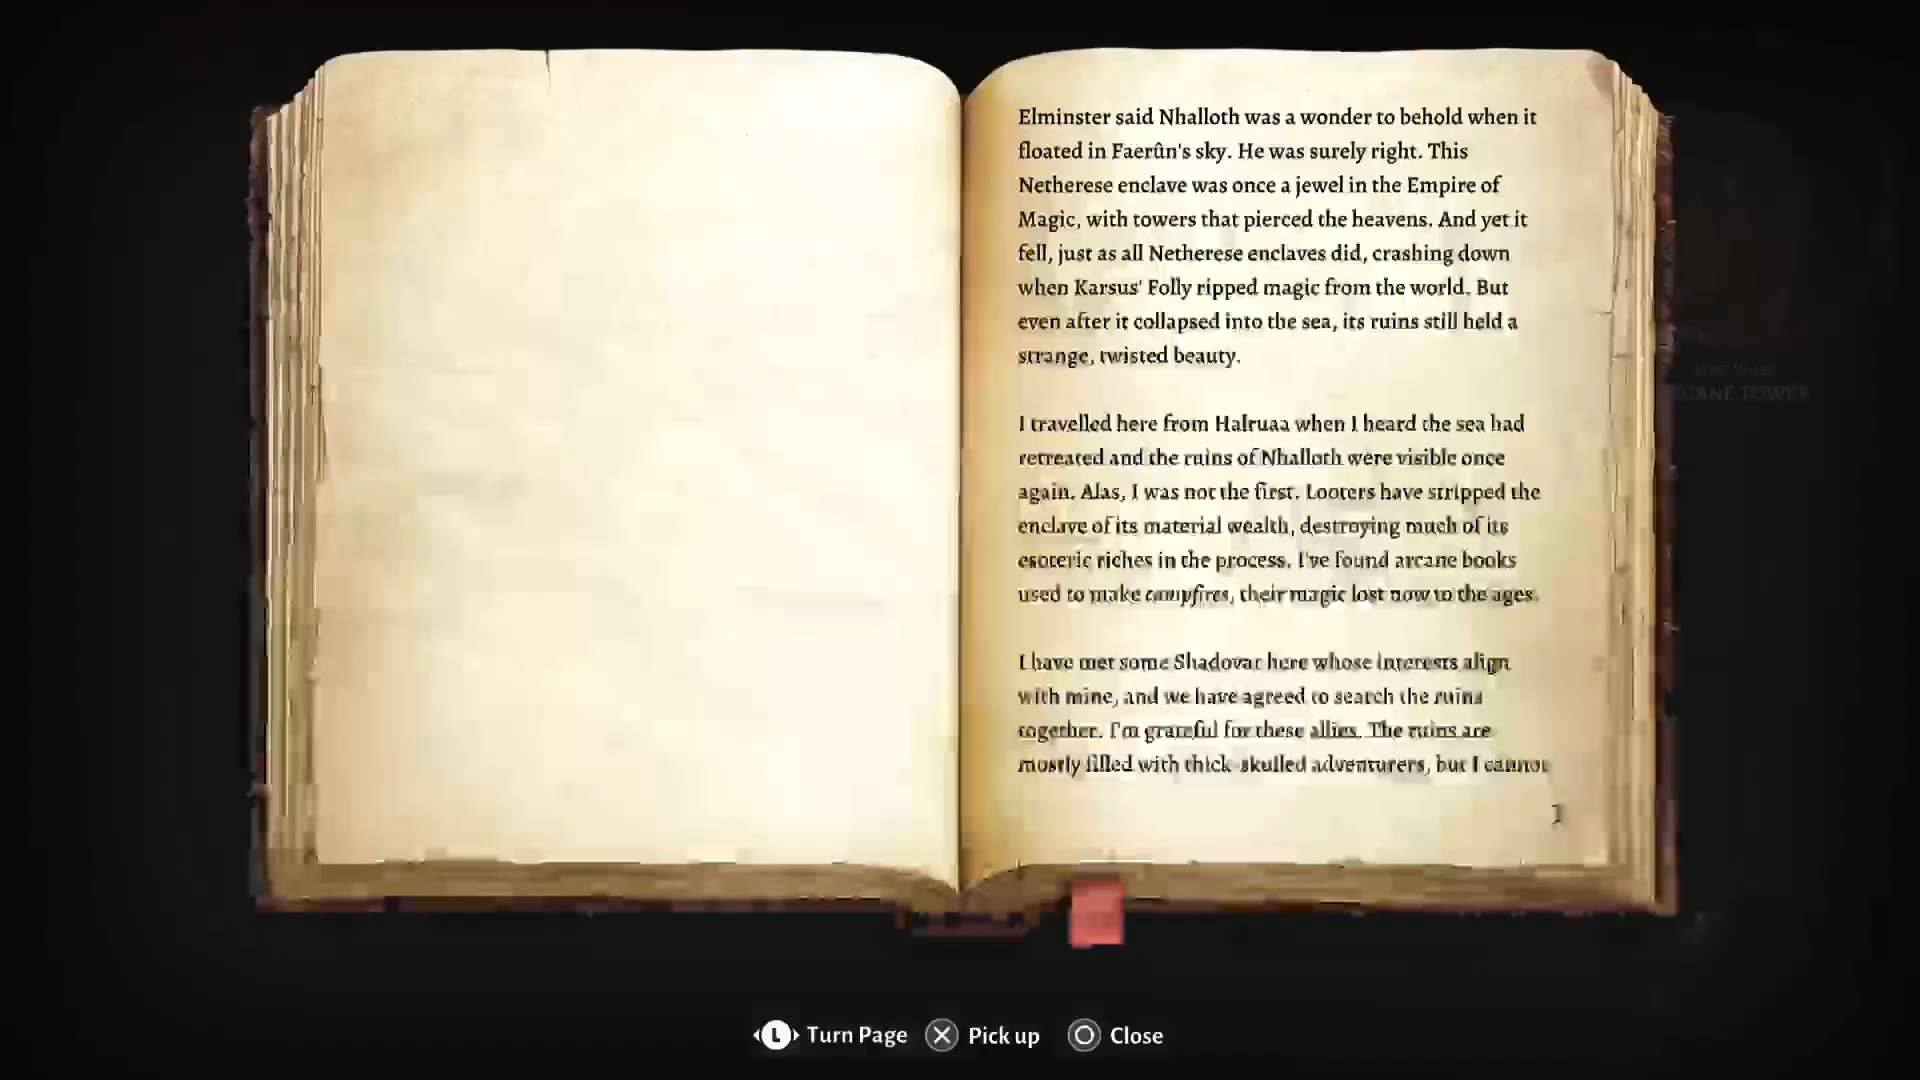 Elminster said Nhalloth was a wonder to behold when it
floated in Faerûn's sky. He was surely right. This
Netherese enclave was once a jewel in the Empire of
Magic, with towers that pierced the heavens. And yet it
fell, just as all Netherese enclaves did, crashing down
when Karsus' Folly ripped magic from the world. But
even after it collapsed into the sea, its ruins still held a
strange, twisted beauty.
I travelled here from Halruaa when I heard the sea had
retreated and the ruins of Nhalloth were visible once
again. Alas, I was not the first. Looters have stripped the
enclave of its material wealth, destroying much of its
esoteric riches in the process. I've found arcane books
used to make campfires, their magic lost now to the ages.
I have met some Shadovar here whose interests align
with mine, and we have agreed to search the ruins
together. I'm grateful for these allies. The ruins are
mostly filled with thick-skulled adventurers, but I cannot
1
CANE TOWER
L Turn Page Pick up Close